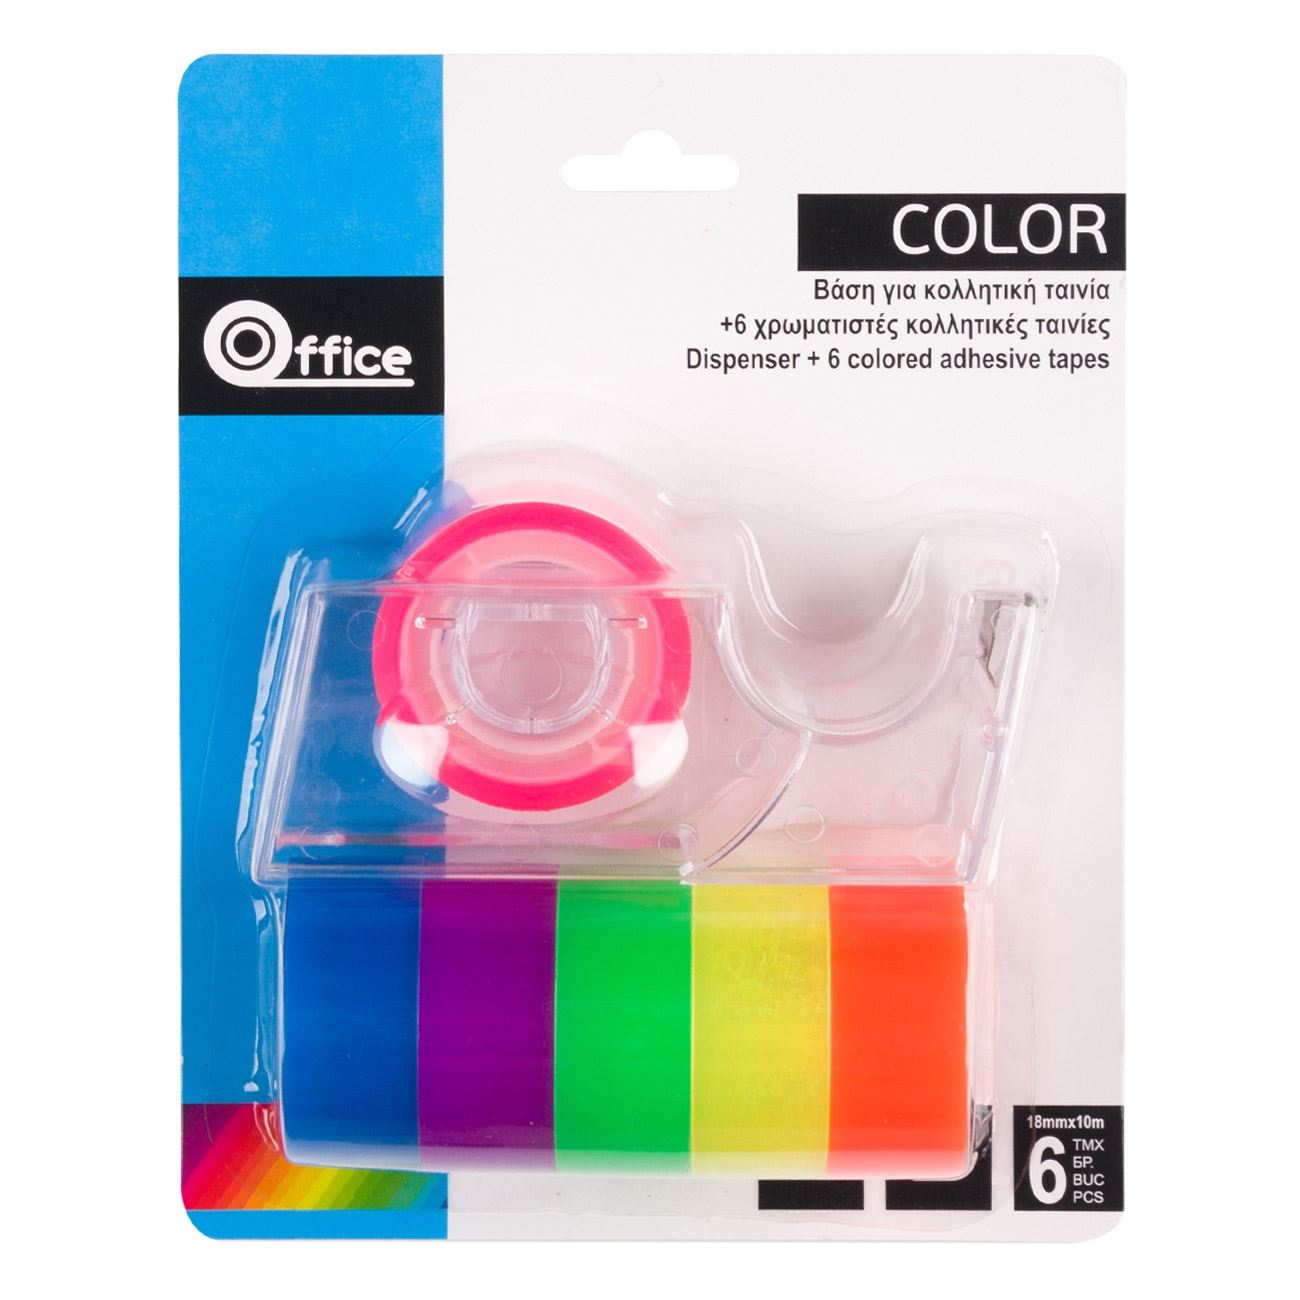 COLOR
Βάση για κολλητική ταινία
+6 χρωματιστές κολλητικές ταινίες
Dispenser + 6 colored adhesive tapes
Office
18mmx10m
6
ΤΜΧ
БР.
BUC
PCS